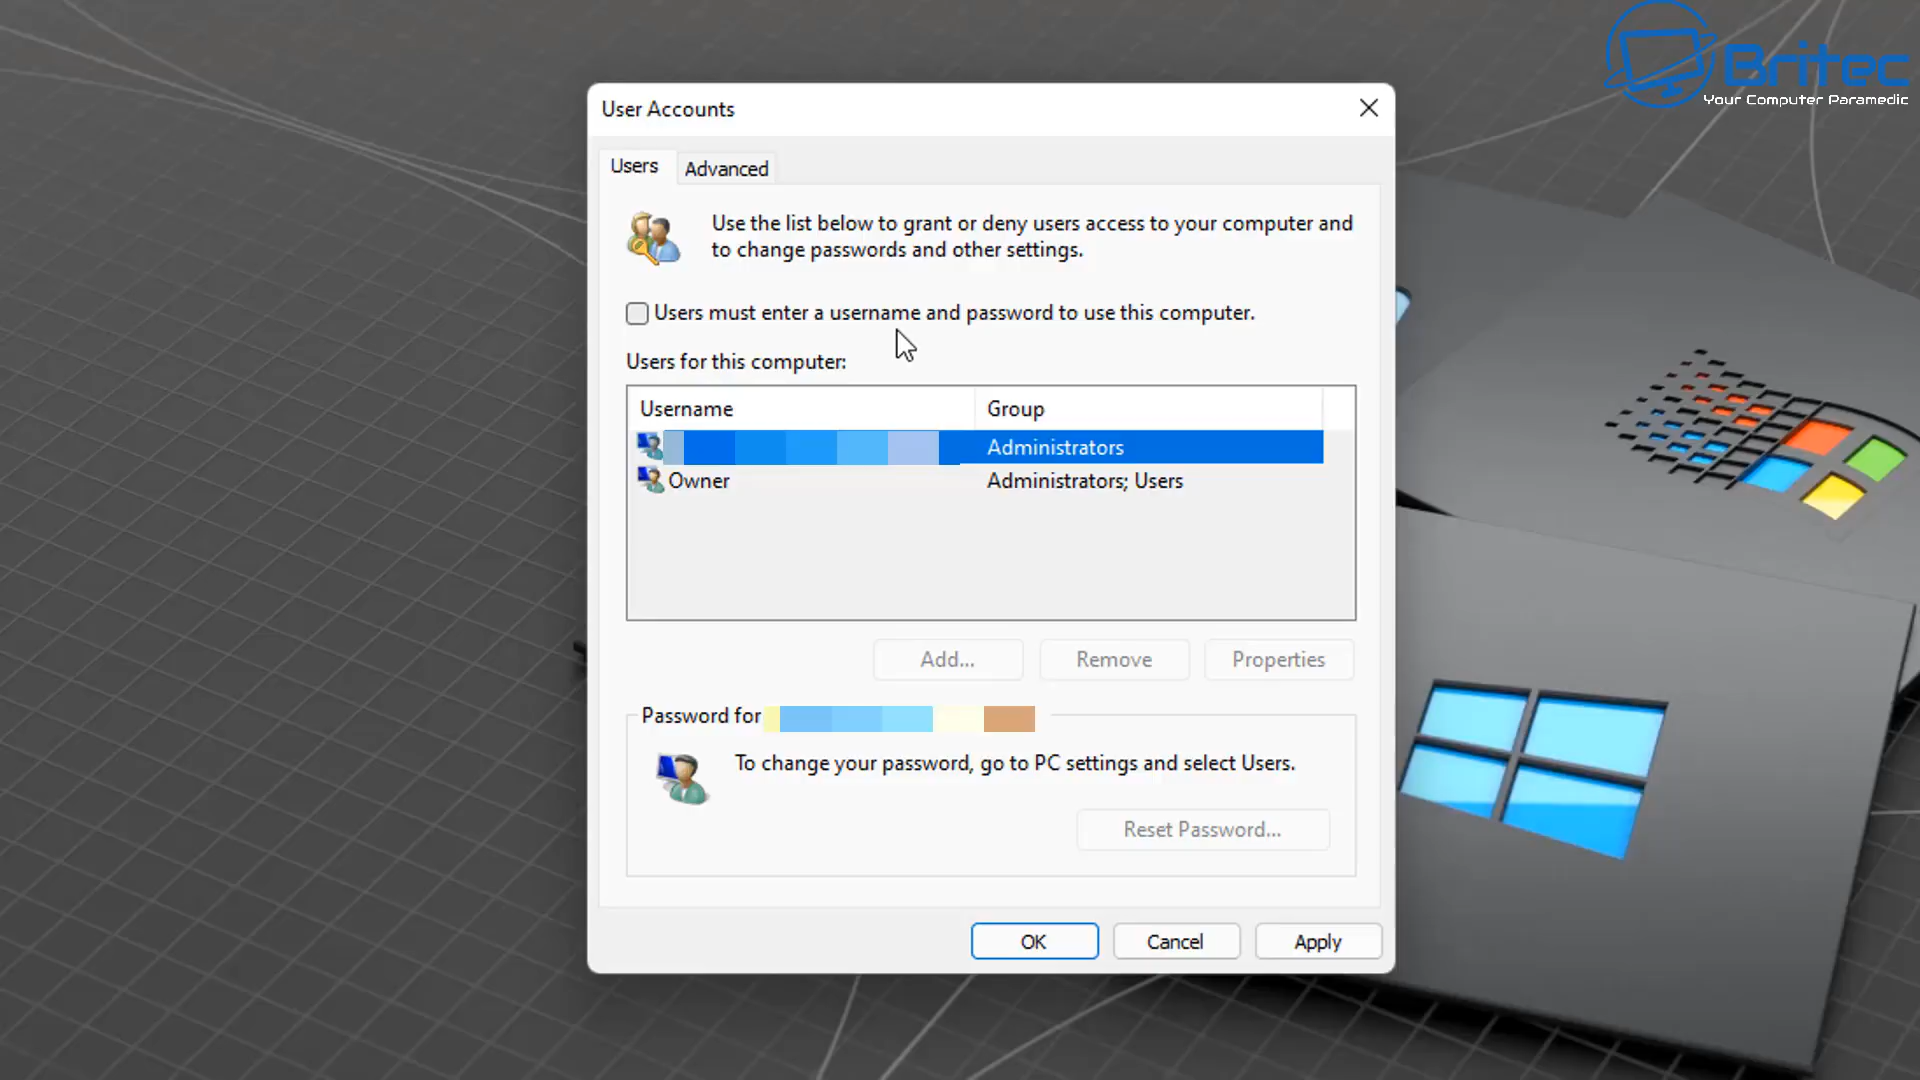 Britec
Your Computer Paramedic
User Accounts
Users
Advanced
Use the list below to grant or deny users access to your computer and
to change passwords and other settings.
Users must enter a username and password to use this computer.
Users for this computer:
Username Group
Administrators
Owner Administrators; Users
Add... Remove Properties
Password for
To change your password, go to PC settings and select Users.
Reset Password...
OK Cancel Apply